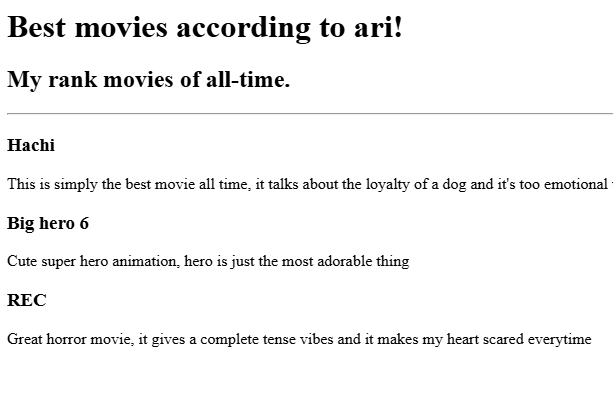 Best movies according to ari!
My rank movies of all-time.
Hachi
This is simply the best movie all time, it talks about the loyalty of a dog and it's too emotional
Big hero 6
Cute super hero animation, hero is just the most adorable thing
REC
Great horror movie, it gives a complete tense vibes and it makes my heart scared everytime